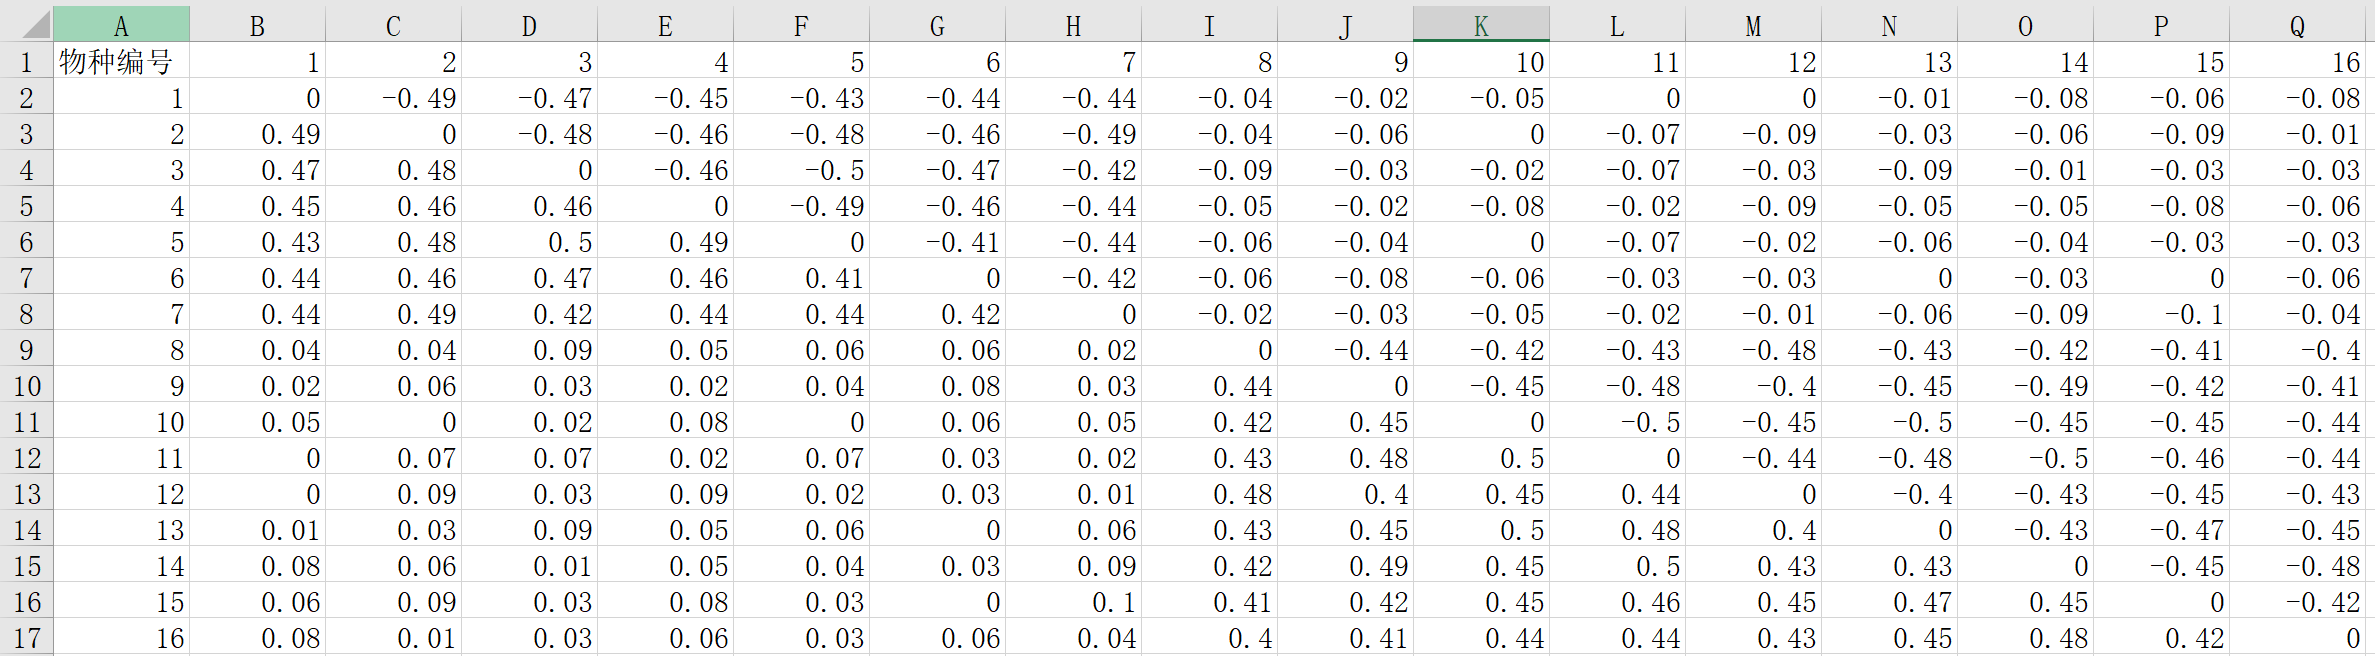 A B C D E F G H I J K L M N O P Q
1 物种编号 1 2 3 4 5 6 7 8 9 10 11 12 13 14 15 16
2 1 0 -0.49 -0.47 -0.45 -0.43 -0.44 -0.44 -0.04 -0.02 -0.05 0 0 -0.01 -0.08 -0.06 -0.08
3 2 0.49 0 -0.48 -0.46 -0.48 -0.46 -0.49 -0.04 -0.06 0 -0.07 -0.09 -0.03 -0.06 -0.09 -0.01
4 3 0.47 0.48 0 -0.46 -0.5 -0.47 -0.42 -0.09 -0.03 -0.02 -0.07 -0.03 -0.09 -0.01 -0.03 -0.03
5 4 0.45 0.46 0.46 0 -0.49 -0.46 -0.44 -0.05 -0.02 -0.08 -0.02 -0.09 -0.05 -0.05 -0.08 -0.06
6 5 0.43 0.48 0.5 0.49 0 -0.41 -0.44 -0.06 -0.04 0 -0.07 -0.02 -0.06 -0.04 -0.03 -0.03
7 6 0.44 0.46 0.47 0.46 0.41 0 -0.42 -0.06 -0.08 -0.06 -0.03 -0.03 0 -0.03 0 -0.06
8 7 0.44 0.49 0.42 0.44 0.44 0.42 0 -0.02 -0.03 -0.05 -0.02 -0.01 -0.06 -0.09 -0.1 -0.04
9 8 0.04 0.04 0.09 0.05 0.06 0.06 0.02 0 -0.44 -0.42 -0.43 -0.48 -0.43 -0.42 -0.41 -0.4
10 9 0.02 0.06 0.03 0.02 0.04 0.08 0.03 0.44 0 -0.45 -0.48 -0.4 -0.45 -0.49 -0.42 -0.41
11 10 0.05 0 0.02 0.08 0 0.06 0.05 0.42 0.45 0 -0.5 -0.45 -0.5 -0.45 -0.45 -0.44
12 11 0 0.07 0.07 0.02 0.07 0.03 0.02 0.43 0.48 0.5 0 -0.44 -0.48 -0.5 -0.46 -0.44
13 12 0 0.09 0.03 0.09 0.02 0.03 0.01 0.48 0.4 0.45 0.44 0 -0.4 -0.43 -0.45 -0.43
14 13 0.01 0.03 0.09 0.05 0.06 0 0.06 0.43 0.45 0.5 0.48 0.4 0 -0.43 -0.47 -0.45
15 14 0.08 0.06 0.01 0.05 0.04 0.03 0.09 0.42 0.49 0.45 0.5 0.43 0.43 0 -0.45 -0.48
16 15 0.06 0.09 0.03 0.08 0.03 0 0.1 0.41 0.42 0.45 0.46 0.45 0.47 0.45 0 -0.42
17 16 0.08 0.01 0.03 0.06 0.03 0.06 0.04 0.4 0.41 0.44 0.44 0.43 0.45 0.48 0.42 0